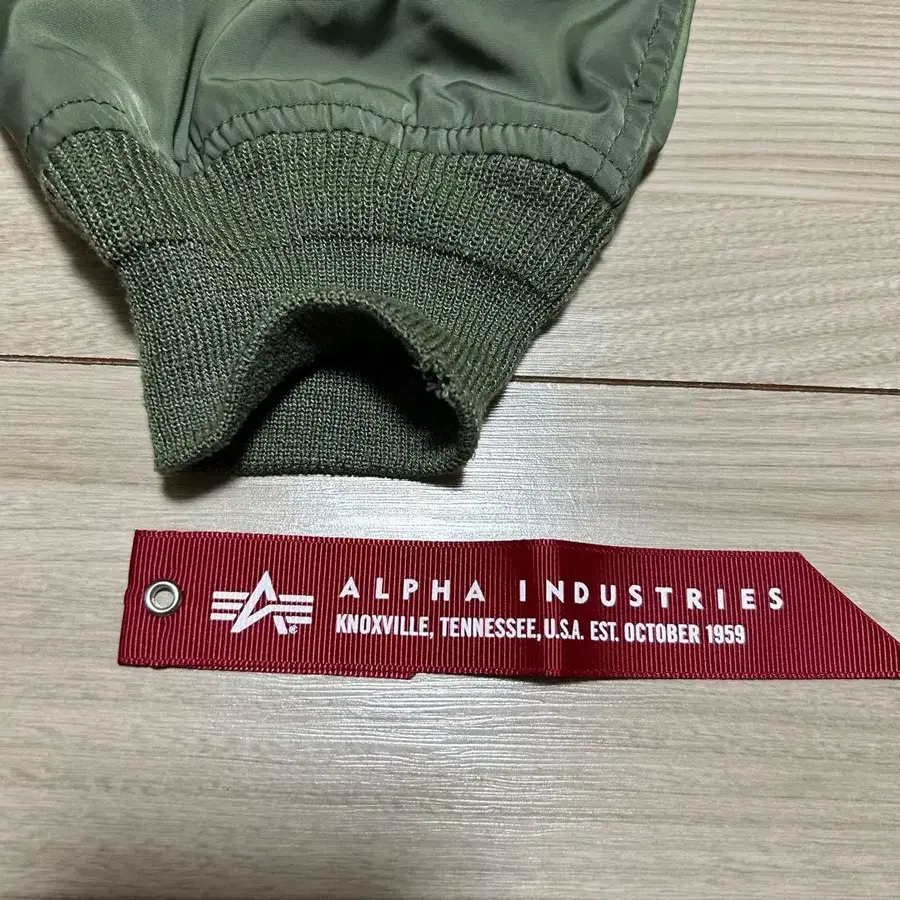 ALPHA INDUSTRIES
KNOXVILLE, TENNESSEE, U.S.A. EST. OCTOBER 1959